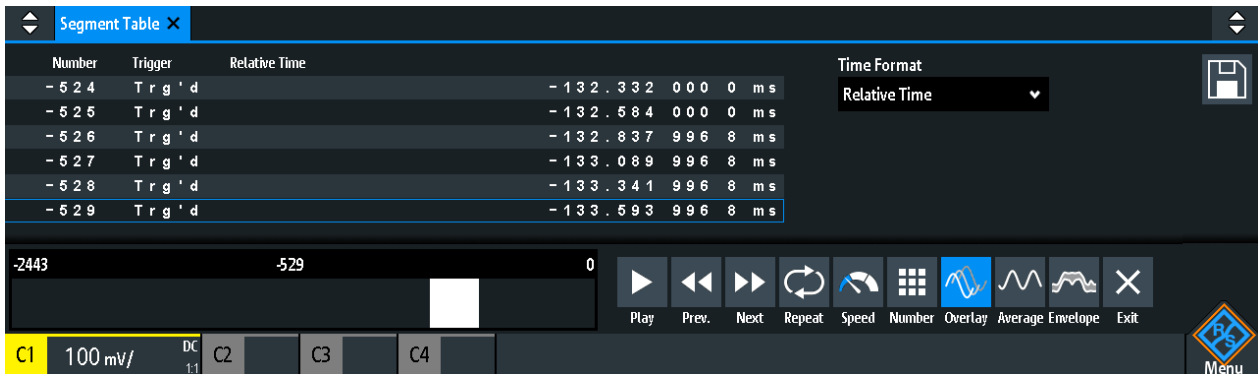 Segment Table
Number Trigger Relative Time
-524 Trg'd -132.332 000 0 ms
-525 Trg'd -132.584 000 0 ms
-526 Trg'd -132.837 996 8 ms
-527 Trg'd -133.089 996 8 ms
-528 Trg'd -133.341 996 8 ms
-529 Trg'd -133.593 996 8 ms
Time Format
Relative Time
-2443 -529 0
Play Prev. Next Repeat Speed Number Overlay Average Envelope Exit
C1 100 mV/ DC 1:1 C2 C3 C4
R&S
Menu